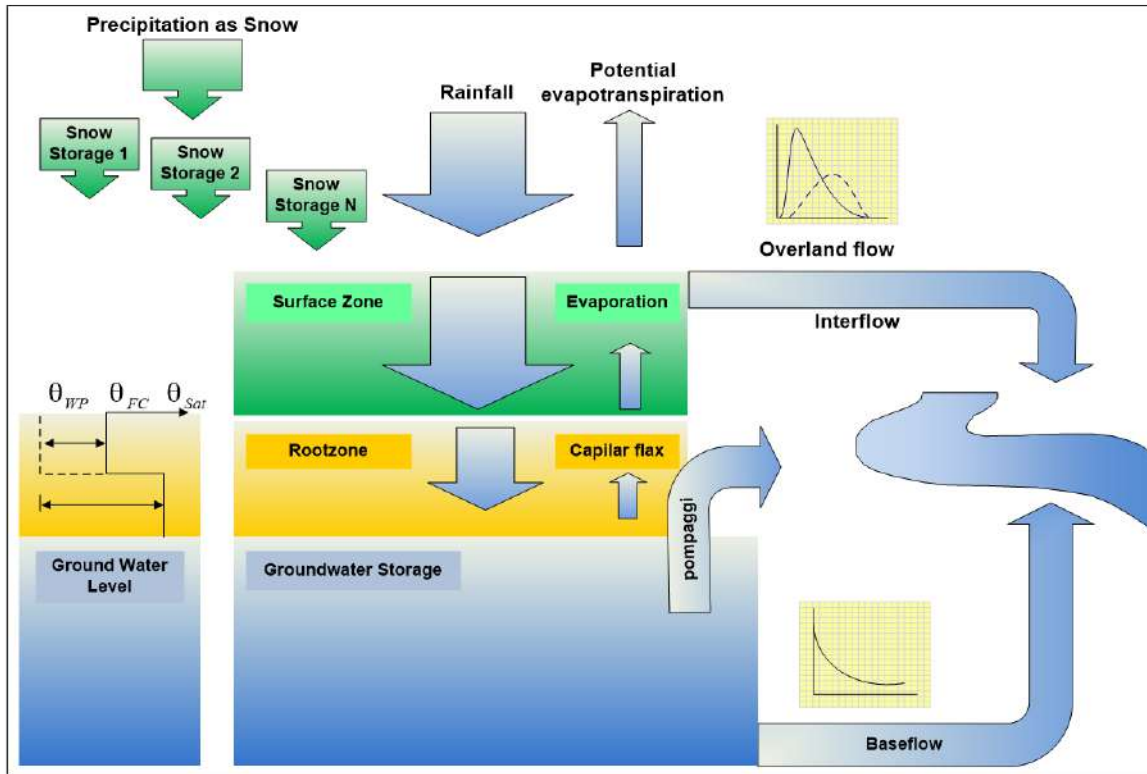 Precipitation as Snow
Snow
Storage 1
Snow
Storage 2
Snow
Storage N
Rainfall
Potential
evapotranspiration
Overland flow
Interflow
Surface Zone
Evaporation
θWP
θFC
θSat
Rootzone
Capilar flax
pompaggi
Ground Water
Level
Groundwater Storage
Baseflow